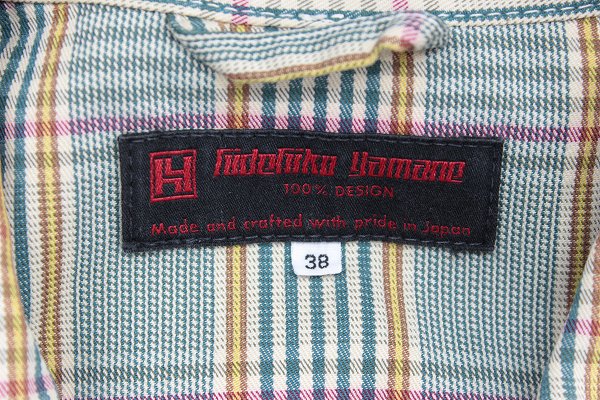 H Hidehiko Yamane
100% DESIGN
Made and crafted with pride in Japan
38